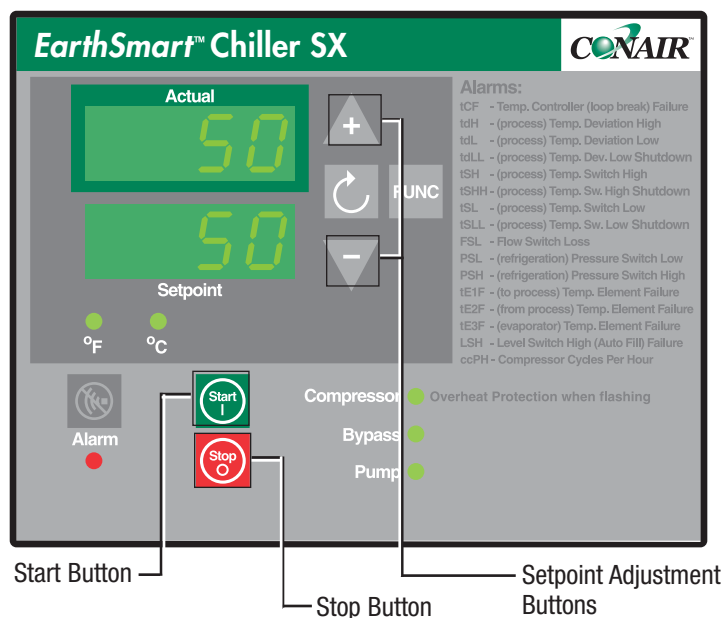 EarthSmart™ Chiller SX
CONAIR
Actual
50
50
Setpoint
°F
°C
+
FUNC
−
Alarms:
tCF - Temp. Controller (loop break) Failure
tdH - (process) Temp. Deviation High
tdL - (process) Temp. Deviation Low
tdLL - (process) Temp. Dev. Low Shutdown
tSH - (process) Temp. Switch High
tSHH - (process) Temp. Sw. High Shutdown
tSL - (process) Temp. Switch Low
tSLL - (process) Temp. Sw. Low Shutdown
FSL - Flow Switch Loss
PSL - (refrigeration) Pressure Switch Low
PSH - (refrigeration) Pressure Switch High
tE1F - (to process) Temp. Element Failure
tE2F - (from process) Temp. Element Failure
tE3F - (evaporator) Temp. Element Failure
LSH - Level Switch High (Auto Fill) Failure
ccPH - Compressor Cycles Per Hour
Alarm
Start
I
Stop
O
Compressor
Overheat Protection when flashing
Bypass
Pump
Start Button
Stop Button
Setpoint Adjustment
Buttons